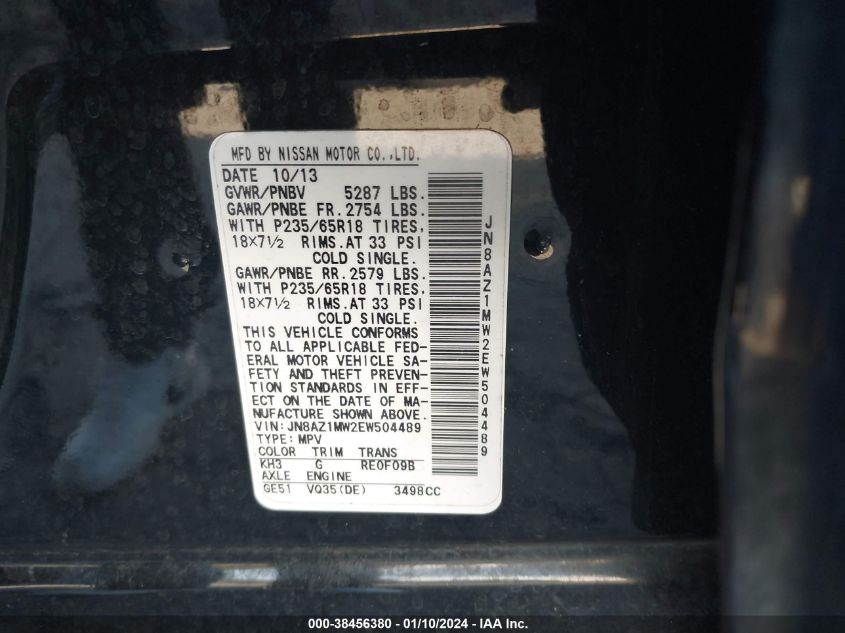 MFD BY NISSAN MOTOR CO.,LTD.
DATE 10/13
GVWR/PNBV 5287 LBS.
GAWR/PNBE FR. 2754 LBS.
WITH P235/65R18 TIRES,
18X7½ RIMS. AT 33 PSI
COLD SINGLE.
GAWR/PNBE RR. 2579 LBS.
WITH P235/65R18 TIRES,
18X7½ RIMS. AT 33 PSI
COLD SINGLE.
THIS VEHICLE CONFORMS
TO ALL APPLICABLE FED-
ERAL MOTOR VEHICLE SA-
FETY AND THEFT PREVEN-
TION STANDARDS IN EFF-
ECT ON THE DATE OF MA-
NUFACTURE SHOWN ABOVE.
VIN: JN8AZ1MW2EW504489
TYPE: MPV
COLOR TRIM TRANS
KH3 G RE0F09B
AXLE ENGINE
GE51 VQ35(DE) 3498CC
JN8AZ1MW2EW504489
000-38456380 - 01/10/2024 - IAA Inc.